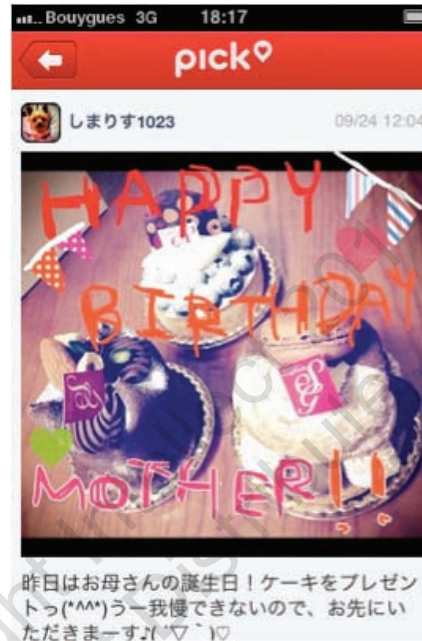 Bouygues 3G 18:17
pick
しまりす1023 09/24 12:04
HAPPY
BIRTHDAY
MOTHER!!
昨日はお母さんの誕生日！ケーキをプレゼン
トっ(*^^*)うー我慢できないので、お先にい
ただきまーす♪(´▽｀)♡